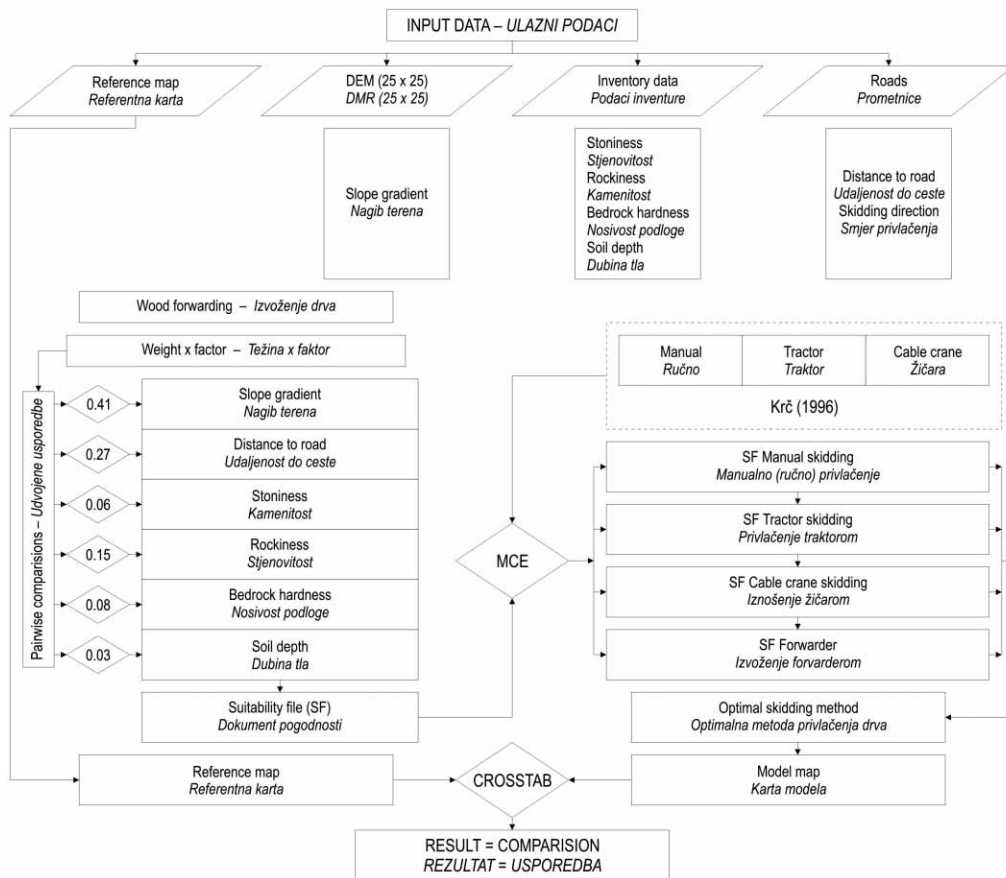 INPUT DATA – ULAZNI PODACI
Reference map
Referentna karta
DEM (25 x 25)
DMR (25 x 25)
Inventory data
Podaci inventure
Roads
Prometnice
Slope gradient
Nagib terena
Stoniness
Stjenovitost
Rockiness
Kamenitost
Bedrock hardness
Nosivost podloge
Soil depth
Dubina tla
Distance to road
Udaljenost do ceste
Skidding direction
Smjer privlačenja
Wood forwarding – Izvoženje drva
Weight x factor – Težina x faktor
Pairwise comparisions – Udvojene usporedbe
0.41
Slope gradient
Nagib terena
0.27
Distance to road
Udaljenost do ceste
0.06
Stoniness
Kamenitost
0.15
Rockiness
Stjenovitost
0.08
Bedrock hardness
Nosivost podloge
0.03
Soil depth
Dubina tla
Suitability file (SF)
Dokument pogodnosti
Manual
Ručno
Tractor
Traktor
Cable crane
Žičara
Krč (1996)
MCE
SF Manual skidding
Manualno (ručno) privlačenje
SF Tractor skidding
Privlačenje traktorom
SF Cable crane skidding
Iznošenje žičarom
SF Forwarder
Izvoženje forvarderom
Optimal skidding method
Optimalna metoda privlačenja drva
Reference map
Referentna karta
CROSSTAB
Model map
Karta modela
RESULT = COMPARISION
REZULTAT = USPOREDBA